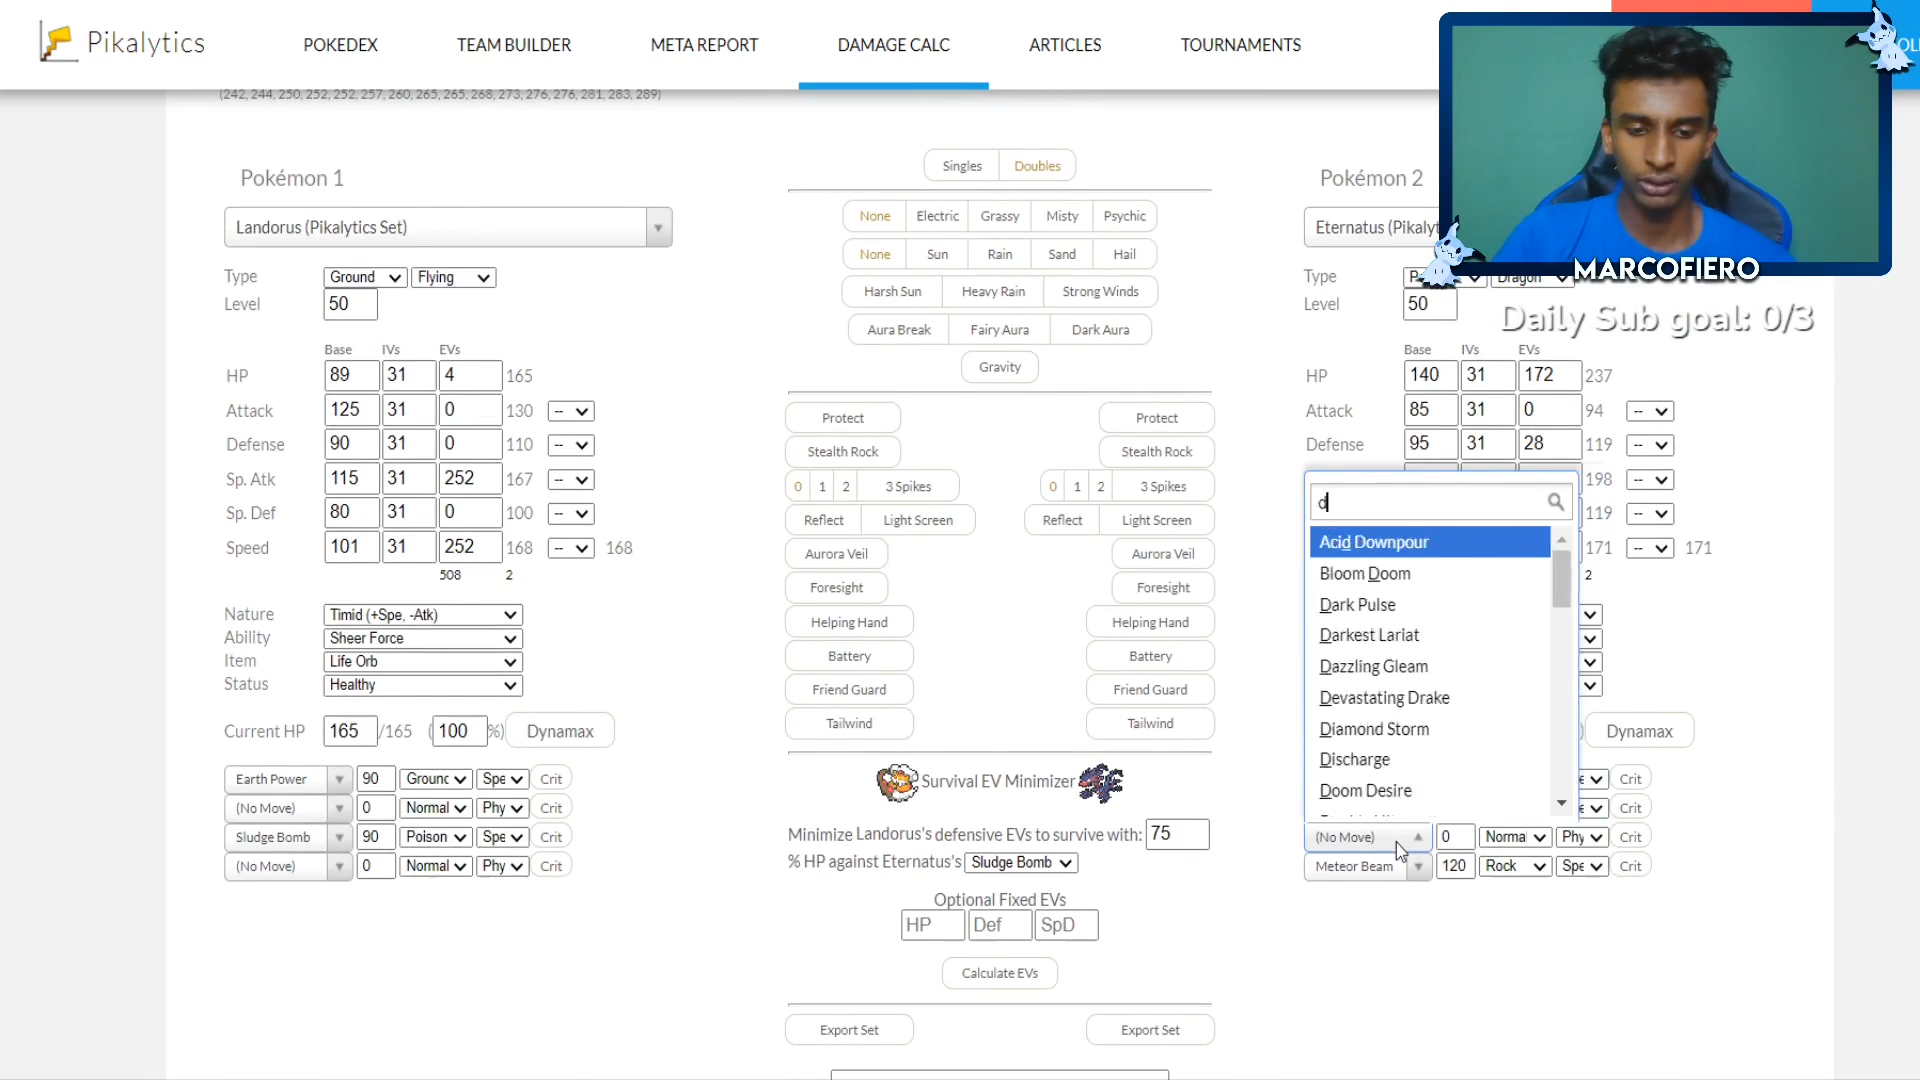 Pikalytics
POKEDEX
TEAM BUILDER
META REPORT
DAMAGE CALC
ARTICLES
TOURNAMENTS
(242, 244, 250, 252, 252, 257, 260, 265, 265, 268, 273, 276, 276, 281, 283, 289)
MARCOFIERO
Daily Sub goal: 0/3
Pokémon 1
Landorus (Pikalytics Set)
Type Ground Flying
Level 50
Base IVs EVs
HP 89 31 4 165
Attack 125 31 0 130 --
Defense 90 31 0 110 --
Sp. Atk 115 31 252 167 --
Sp. Def 80 31 0 100 --
Speed 101 31 252 168 -- 168
508 2
Nature Timid (+Spe, -Atk)
Ability Sheer Force
Item Life Orb
Status Healthy
Current HP 165 /165 ( 100 %) Dynamax
Earth Power 90 Ground Spe Crit
(No Move) 0 Normal Phy Crit
Sludge Bomb 90 Poison Spe Crit
(No Move) 0 Normal Phy Crit
Singles Doubles
None Electric Grassy Misty Psychic
None Sun Rain Sand Hail
Harsh Sun Heavy Rain Strong Winds
Aura Break Fairy Aura Dark Aura
Gravity
Protect Protect
Stealth Rock Stealth Rock
0 1 2 3 Spikes 0 1 2 3 Spikes
Reflect Light Screen Reflect Light Screen
Aurora Veil Aurora Veil
Foresight Foresight
Helping Hand Helping Hand
Battery Battery
Friend Guard Friend Guard
Tailwind Tailwind
Survival EV Minimizer
Minimize Landorus's defensive EVs to survive with: 75
% HP against Eternatus's Sludge Bomb
Optional Fixed EVs
HP Def SpD
Calculate EVs
Export Set Export Set
Pokémon 2
Eternatus (Pikalyt
Type P Dragon
Level 50
Base IVs EVs
HP 140 31 172 237
Attack 85 31 0 94 --
Defense 95 31 28 119 --
198 --
119 --
171 -- 171
2
d
Acid Downpour
Bloom Doom
Dark Pulse
Darkest Lariat
Dazzling Gleam
Devastating Drake
Diamond Storm
Discharge
Doom Desire
) Dynamax
Crit
Crit
(No Move) 0 Norma Phy Crit
Meteor Beam 120 Rock Spe Crit